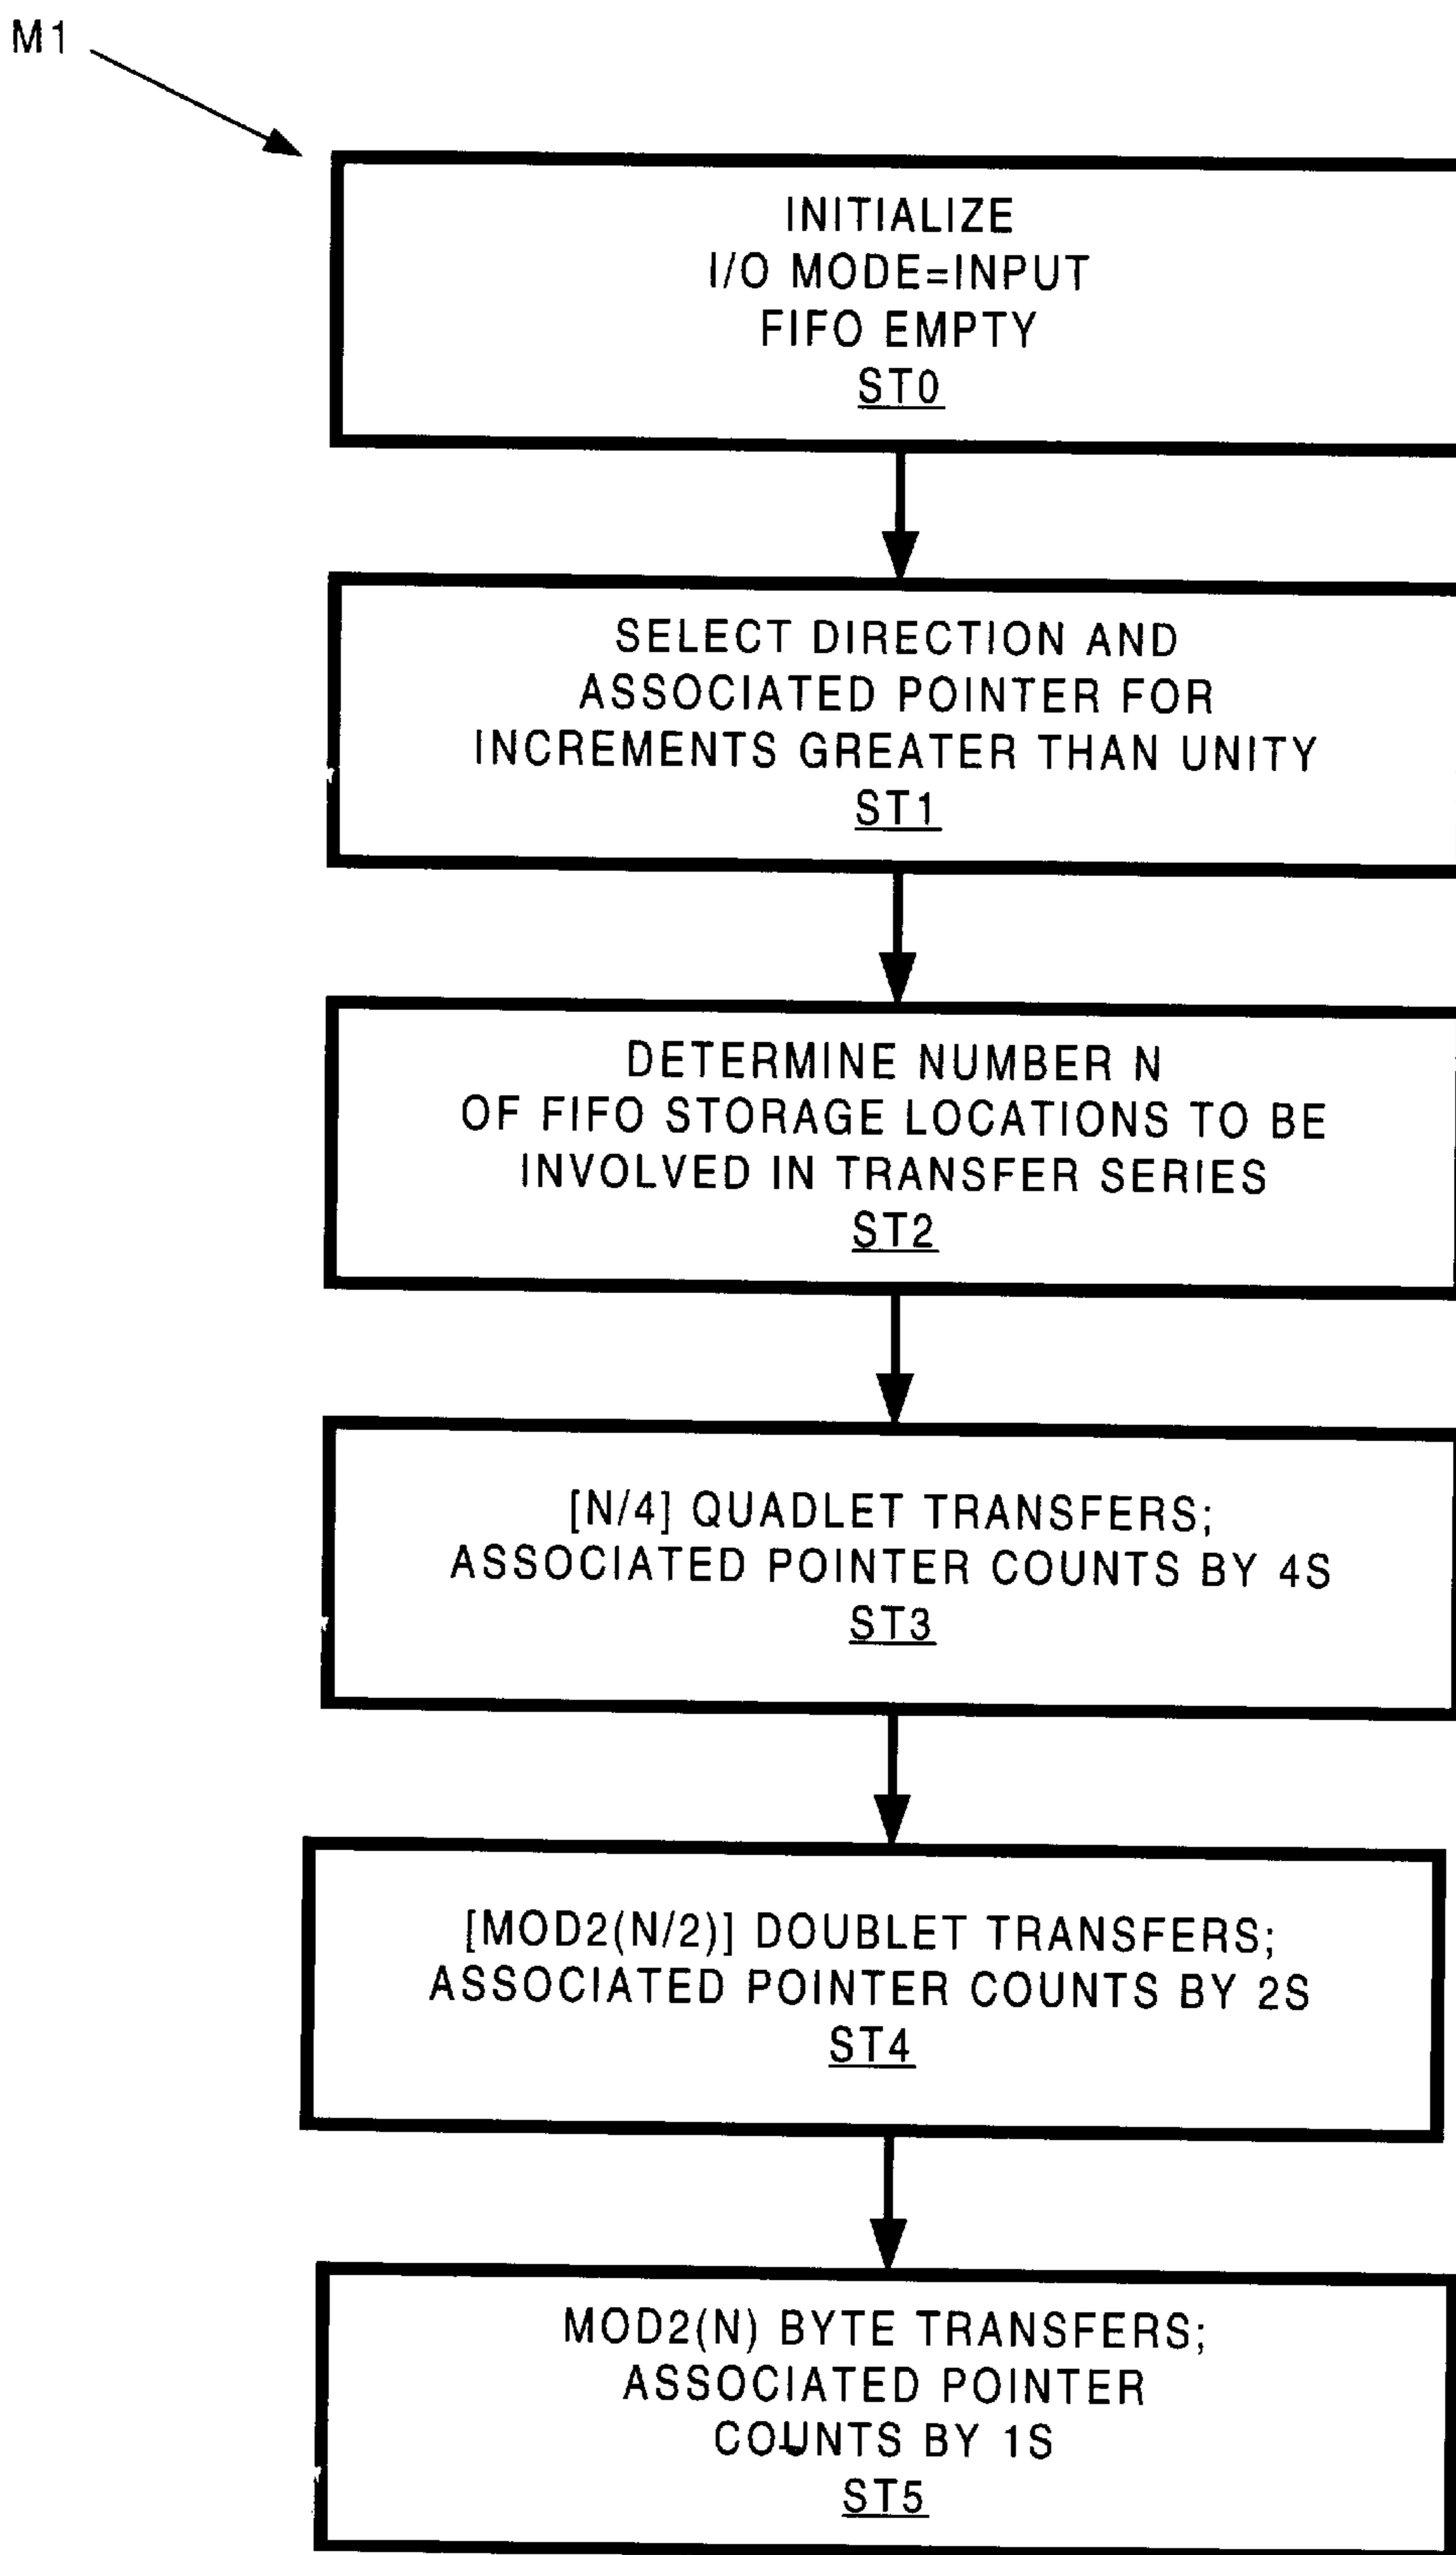 M1
INITIALIZE
I/O MODE=INPUT
FIFO EMPTY
ST0
SELECT DIRECTION AND
ASSOCIATED POINTER FOR
INCREMENTS GREATER THAN UNITY
ST1
DETERMINE NUMBER N
OF FIFO STORAGE LOCATIONS TO BE
INVOLVED IN TRANSFER SERIES
ST2
[N/4] QUADLET TRANSFERS;
ASSOCIATED POINTER COUNTS BY 4S
ST3
[MOD2(N/2)] DOUBLET TRANSFERS;
ASSOCIATED POINTER COUNTS BY 2S
ST4
MOD2(N) BYTE TRANSFERS;
ASSOCIATED POINTER
COUNTS BY 1S
ST5